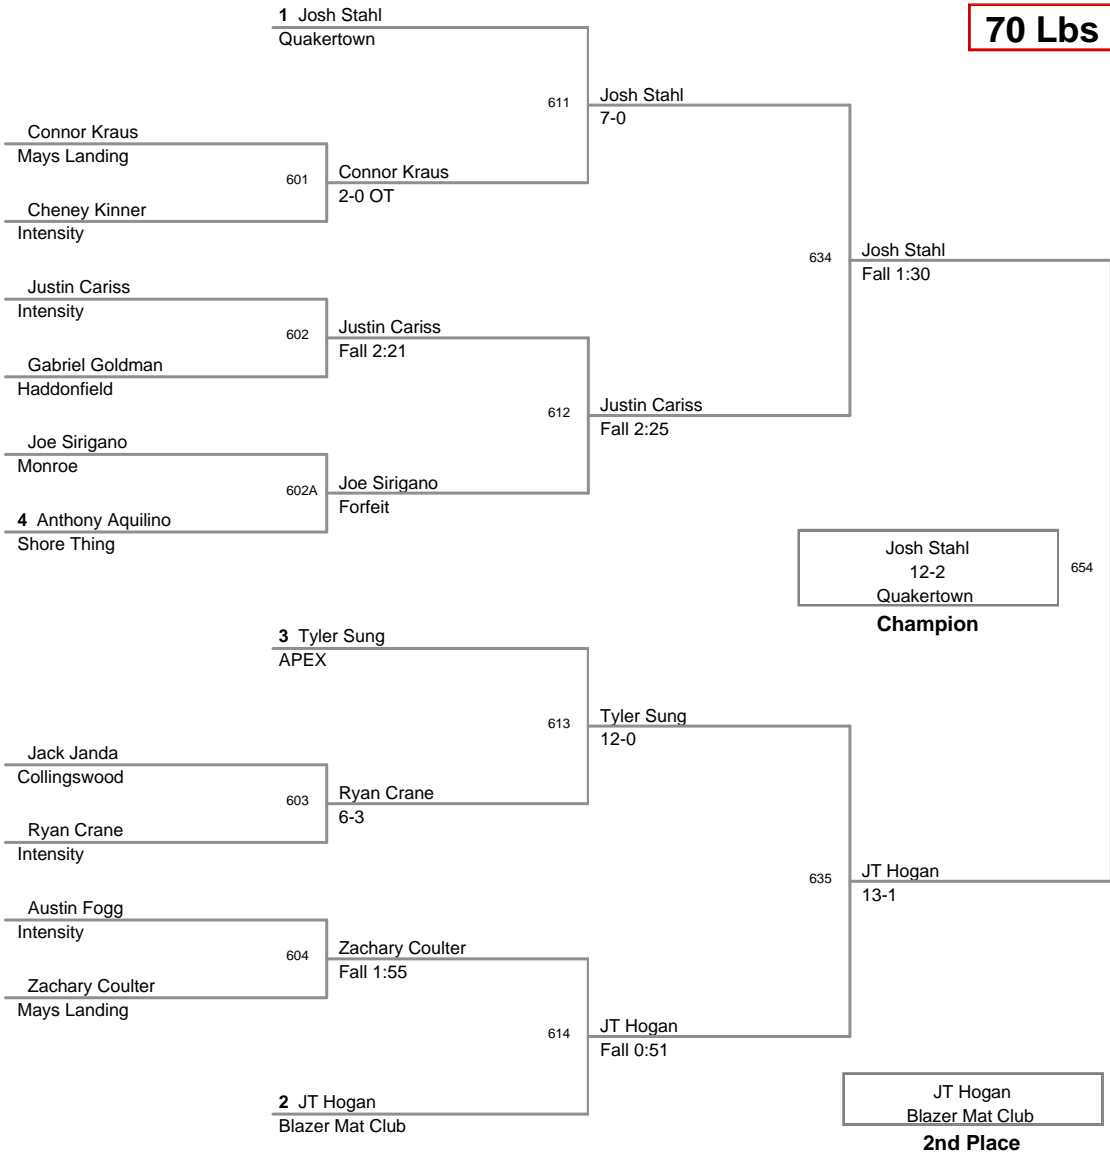 1 Josh Stahl
Quakertown
70 Lbs
611
Josh Stahl
7-0
Connor Kraus
Mays Landing
601
Connor Kraus
2-0 OT
Cheney Kinner
Intensity
634
Josh Stahl
Fall 1:30
Justin Cariss
Intensity
602
Justin Cariss
Fall 2:21
Gabriel Goldman
Haddonfield
612
Justin Cariss
Fall 2:25
Joe Sirigano
Monroe
602A
Joe Sirigano
Forfeit
4 Anthony Aquilino
Shore Thing
Josh Stahl
12-2
Quakertown
654
Champion
3 Tyler Sung
APEX
613
Tyler Sung
12-0
Jack Janda
Collingswood
603
Ryan Crane
6-3
Ryan Crane
Intensity
635
JT Hogan
13-1
Austin Fogg
Intensity
604
Zachary Coulter
Fall 1:55
Zachary Coulter
Mays Landing
614
JT Hogan
Fall 0:51
2 JT Hogan
Blazer Mat Club
JT Hogan
Blazer Mat Club
2nd Place